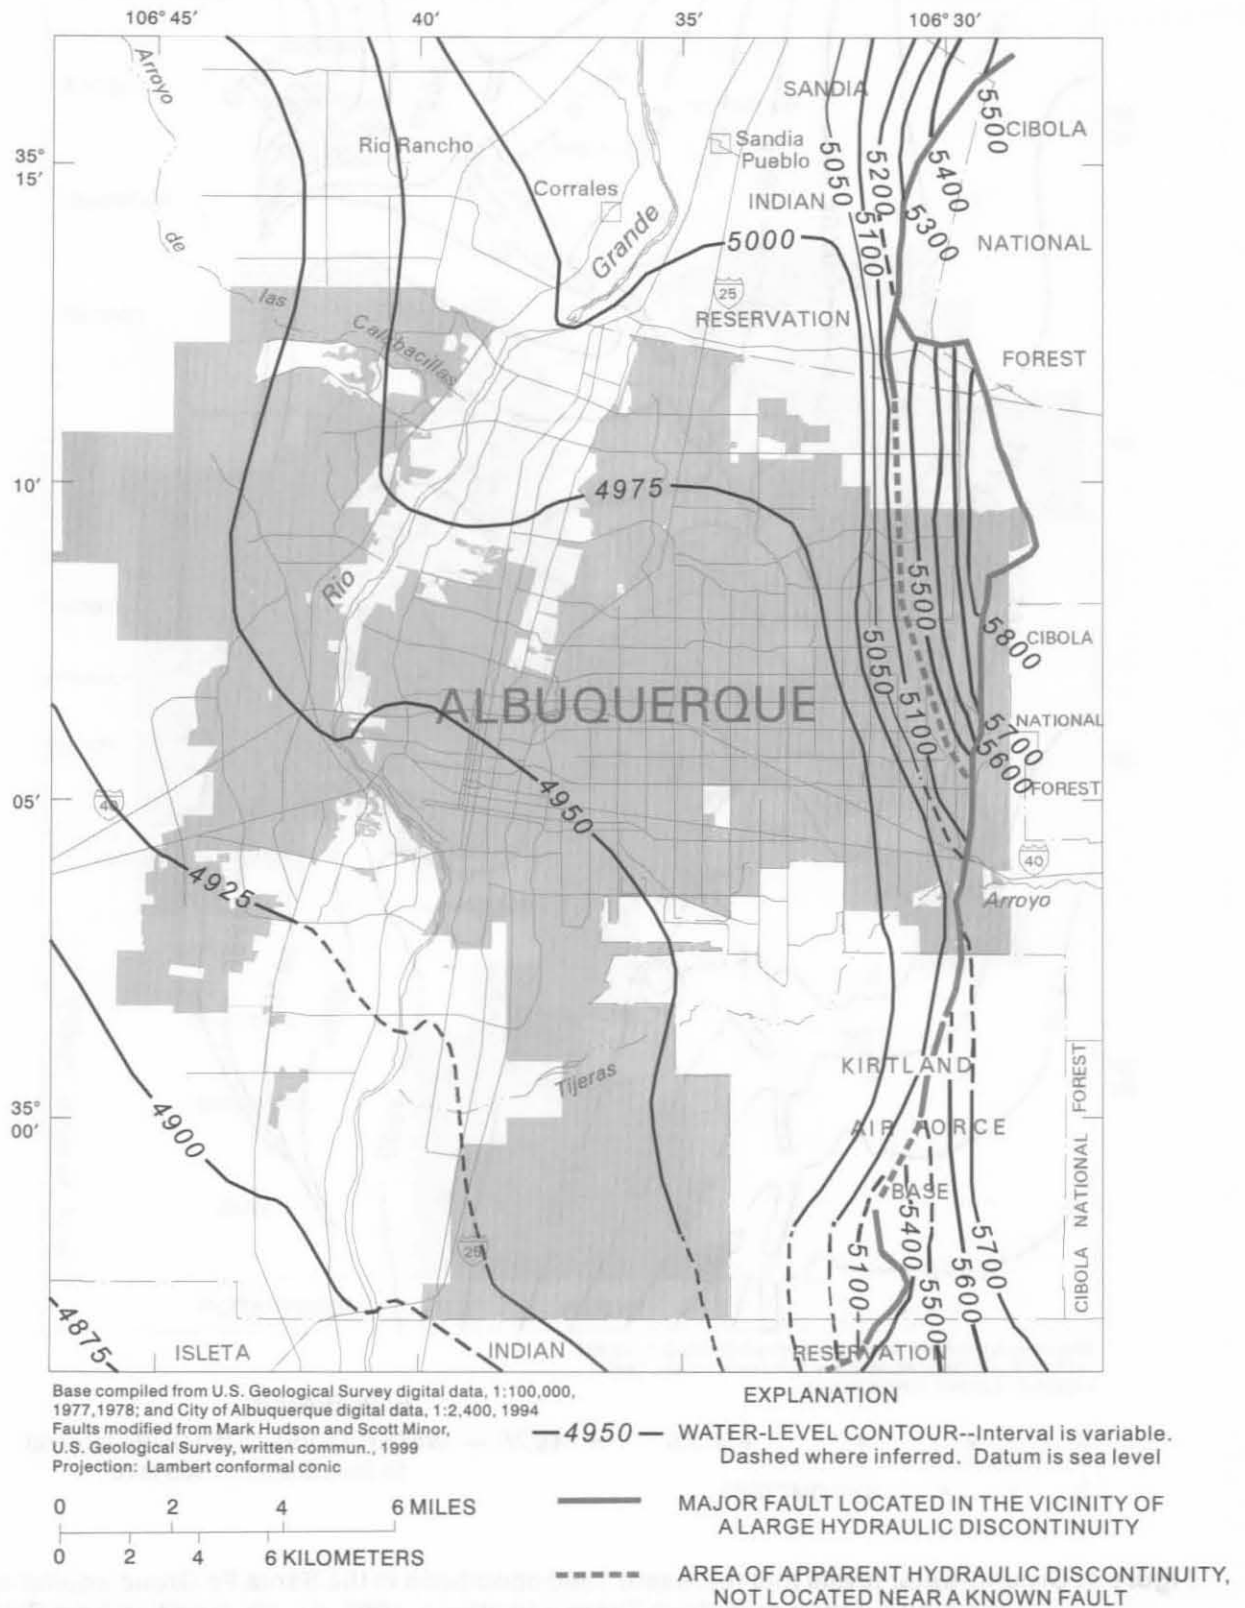 106° 45′
40′
35′
106° 30′
35°
15′
10′
05′
35°
00′
Arroyo
de
las
Calabacillas
Rio Rancho
Corrales
Rio
Grande
Sandia
Pueblo
SANDIA
INDIAN
RESERVATION
25
CIBOLA
NATIONAL
FOREST
5050
5200
5100
5400
5300
5500
5000
4975
ALBUQUERQUE
5050
5100
5500
5800
5700
5600
CIBOLA
NATIONAL
FOREST
40
40
4950
4925
4900
4875
Arroyo
Tijeras
25
KIRTLAND
AIR FORCE
BASE
5100
5400
5500
5600
5700
CIBOLA NATIONAL FOREST
ISLETA
INDIAN
RESERVATION
Base compiled from U.S. Geological Survey digital data, 1:100,000,
1977,1978; and City of Albuquerque digital data, 1:2,400, 1994
Faults modified from Mark Hudson and Scott Minor,
U.S. Geological Survey, written commun., 1999
Projection: Lambert conformal conic
0 2 4 6 MILES
0 2 4 6 KILOMETERS
EXPLANATION
4950
WATER-LEVEL CONTOUR--Interval is variable.
Dashed where inferred. Datum is sea level
MAJOR FAULT LOCATED IN THE VICINITY OF
A LARGE HYDRAULIC DISCONTINUITY
AREA OF APPARENT HYDRAULIC DISCONTINUITY,
NOT LOCATED NEAR A KNOWN FAULT